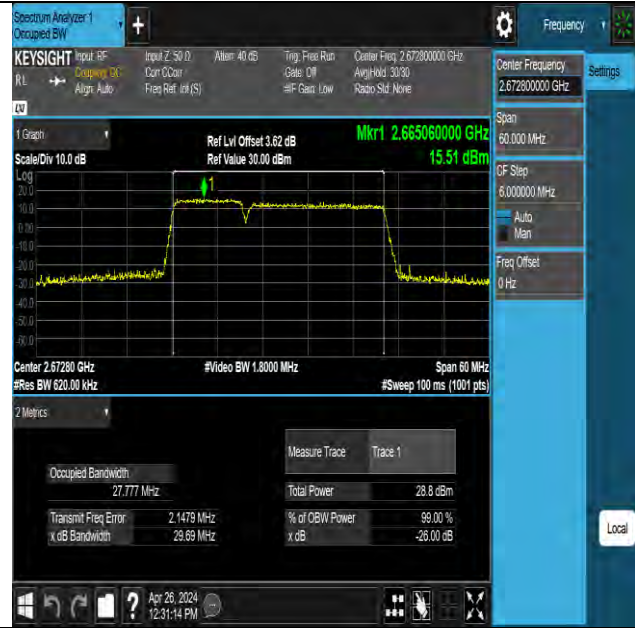 Spectrum Analyzer 1
Occupied BW
Frequency
KEYSIGHT
Input: RF
Coupling: DC
Align: Auto
Input Z: 50 Ω
Corr CCorr
Freq Ref: Int (S)
Atten: 40 dB
Trig: Free Run
Gate: Off
#IF Gain: Low
Center Freq: 2.672800000 GHz
Avg|Hold: 30/30
Radio Std: None
R L
LXI
Center Frequency
2.672800000 GHz
Settings
Span
60.000 MHz
CF Step
6.000000 MHz
Auto
Man
Freq Offset
0 Hz
1 Graph
Scale/Div 10.0 dB
Ref Lvl Offset 3.62 dB
Ref Value 30.00 dBm
Mkr1 2.665060000 GHz
15.51 dBm
Log
20.0
10.0
0.00
-10.0
-20.0
-30.0
-40.0
-50.0
-60.0
1
Center 2.67280 GHz
#Video BW 1.8000 MHz
Span 60 MHz
#Res BW 620.00 kHz
#Sweep 100 ms (1001 pts)
2 Metrics
Measure Trace Trace 1
Occupied Bandwidth
27.777 MHz
Total Power 28.8 dBm
Transmit Freq Error 2.1479 MHz
% of OBW Power 99.00 %
x dB Bandwidth 29.69 MHz
x dB -26.00 dB
Local
Apr 26, 2024
12:31:14 PM